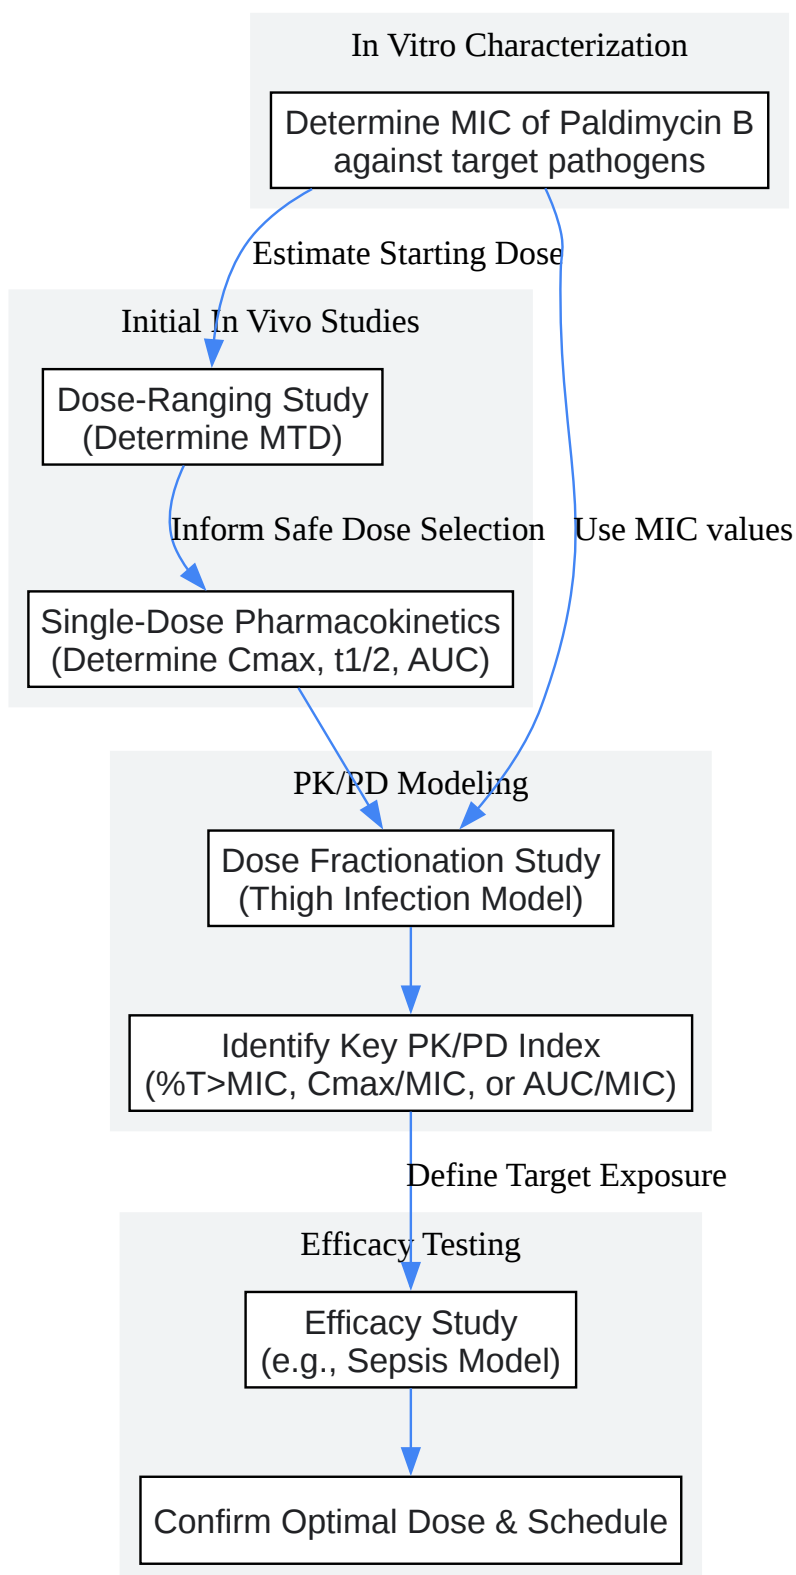 In Vitro Characterization
Determine MIC of Paldimycin B
against target pathogens
Estimate Starting Dose
Initial In Vivo Studies
Dose-Ranging Study
(Determine MTD)
Inform Safe Dose Selection
Use MIC values
Single-Dose Pharmacokinetics
(Determine Cmax, t1/2, AUC)
PK/PD Modeling
Dose Fractionation Study
(Thigh Infection Model)
Identify Key PK/PD Index
(%T>MIC, Cmax/MIC, or AUC/MIC)
Define Target Exposure
Efficacy Testing
Efficacy Study
(e.g., Sepsis Model)
Confirm Optimal Dose & Schedule